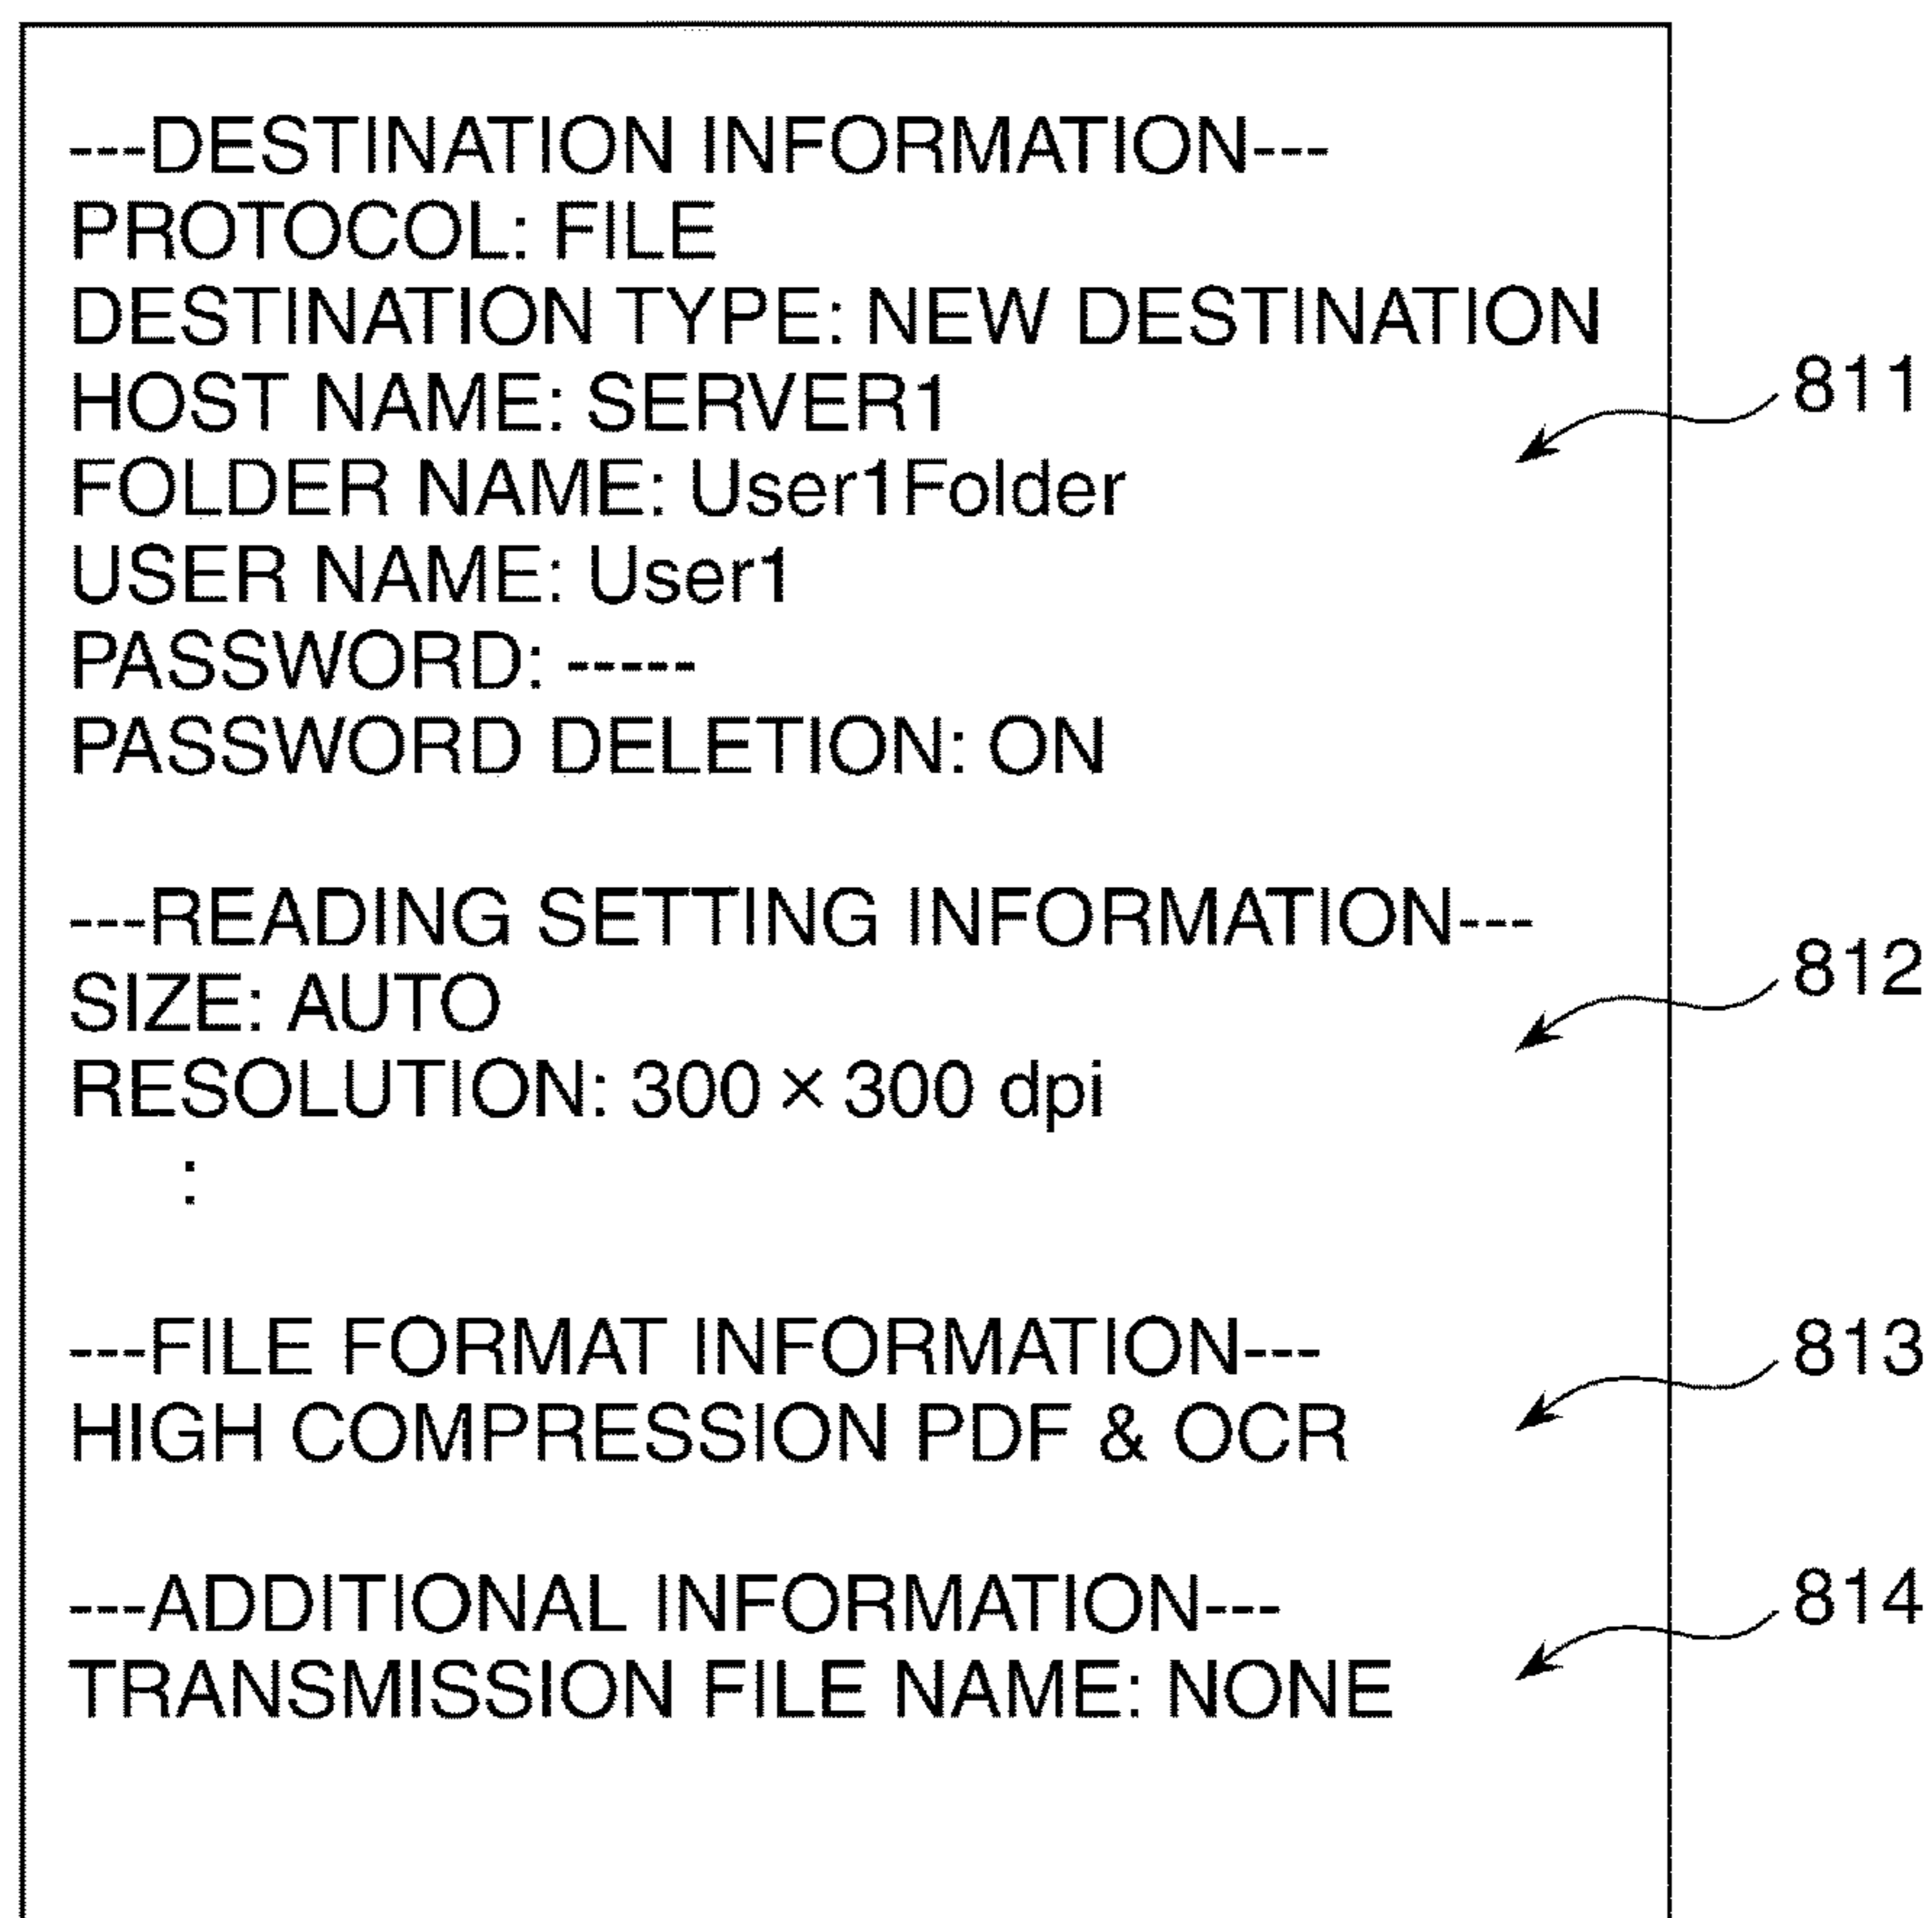 ---DESTINATION INFORMATION---
PROTOCOL: FILE
DESTINATION TYPE: NEW DESTINATION
HOST NAME: SERVER1
811
FOLDER NAME: User1Folder
USER NAME: User1
PASSWORD: -----
PASSWORD DELETION: ON
---READING SETTING INFORMATION---
812
SIZE: AUTO
RESOLUTION: 300 × 300 dpi
:
---FILE FORMAT INFORMATION---
813
HIGH COMPRESSION PDF & OCR
---ADDITIONAL INFORMATION---
814
TRANSMISSION FILE NAME: NONE